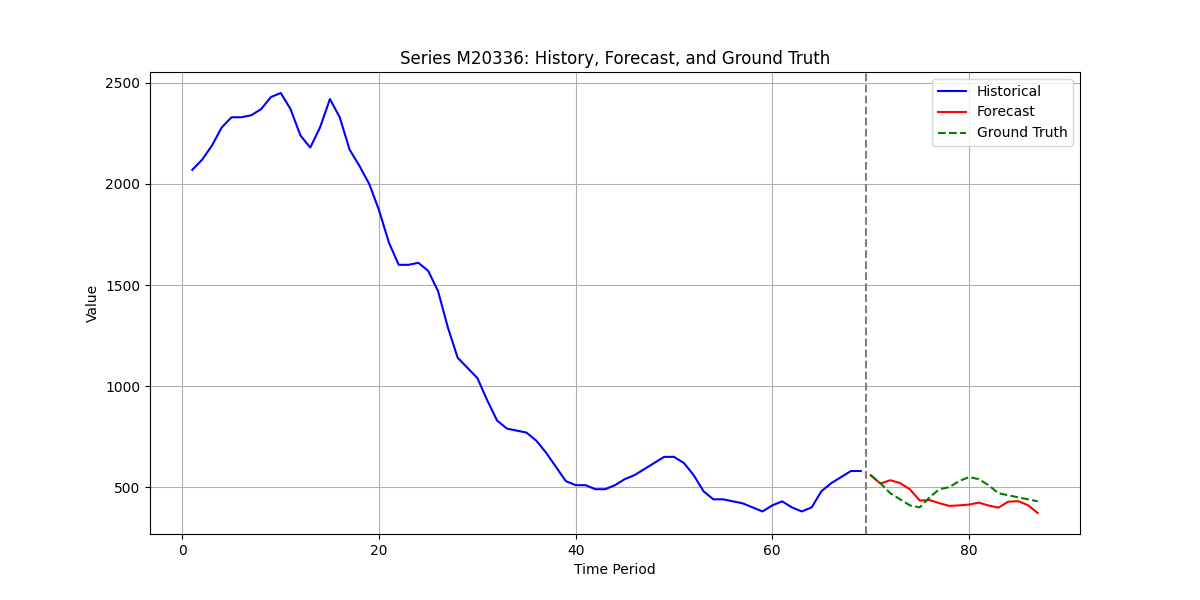 Series M20336: History, Forecast, and Ground Truth
Historical
Forecast
Ground Truth
Value
2500
2000
1500
1000
500
0
20
40
60
80
Time Period